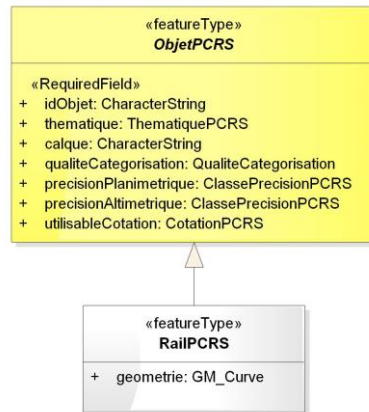 «featureType»
ObjetPCRS
«RequiredField»
+ idObjet: CharacterString
+ thematique: ThematiquePCRS
+ calque: CharacterString
+ qualiteCategorisation: QualiteCategorisation
+ precisionPlanimetrique: ClassePrecisionPCRS
+ precisionAltimetrique: ClassePrecisionPCRS
+ utilisableCotation: CotationPCRS
«featureType»
RailPCRS
+ geometrie: GM_Curve